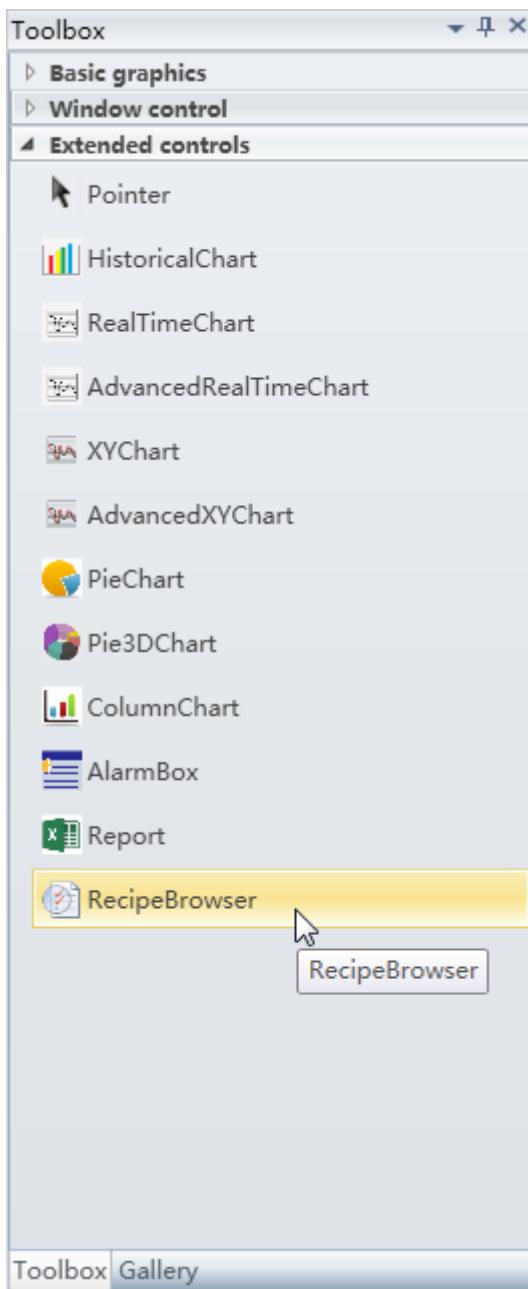 Toolbox
Basic graphics
Window control
Extended controls
Pointer
HistoricalChart
RealTimeChart
AdvancedRealTimeChart
XYChart
AdvancedXYChart
PieChart
Pie3DChart
ColumnChart
AlarmBox
Report
RecipeBrowser
RecipeBrowser
Toolbox Gallery